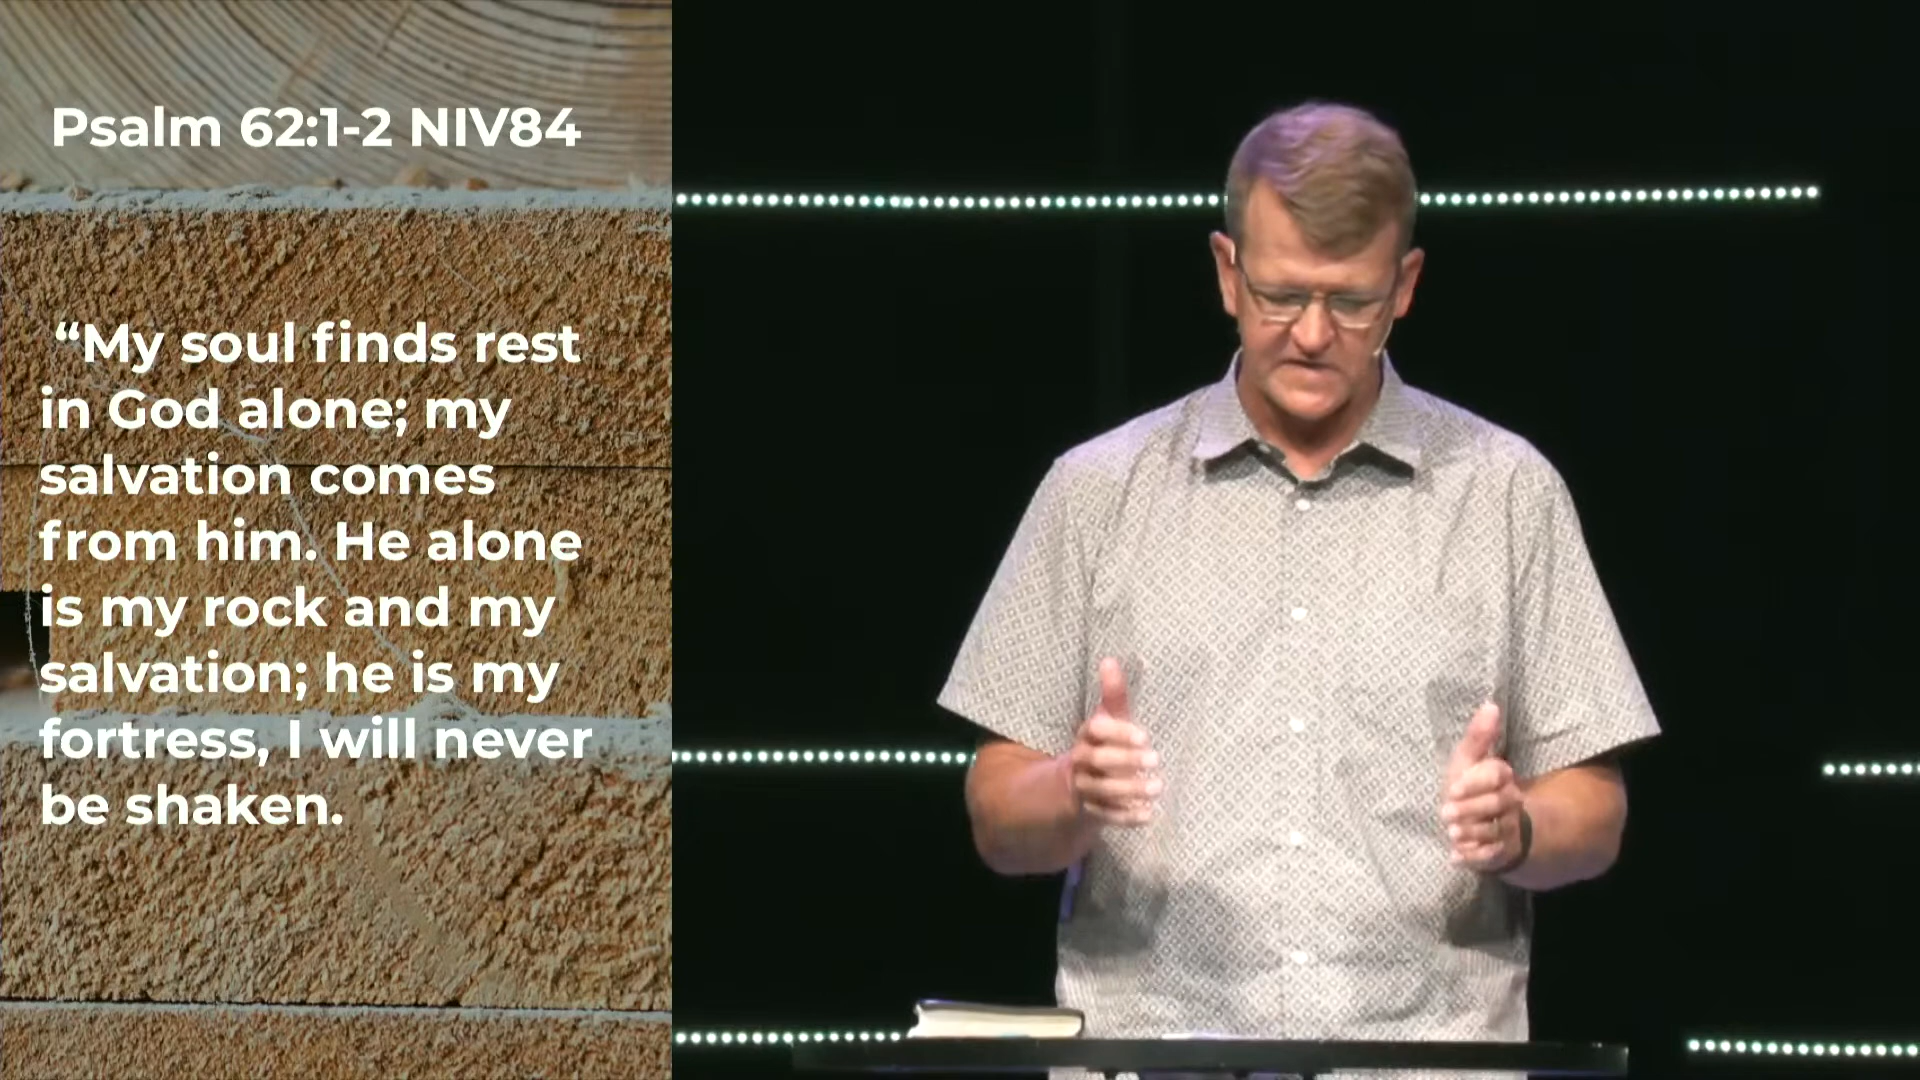 Psalm 62:1-2 NIV84
“My soul finds rest
in God alone; my
salvation comes
from him. He alone
is my rock and my
salvation; he is my
fortress, I will never
be shaken.